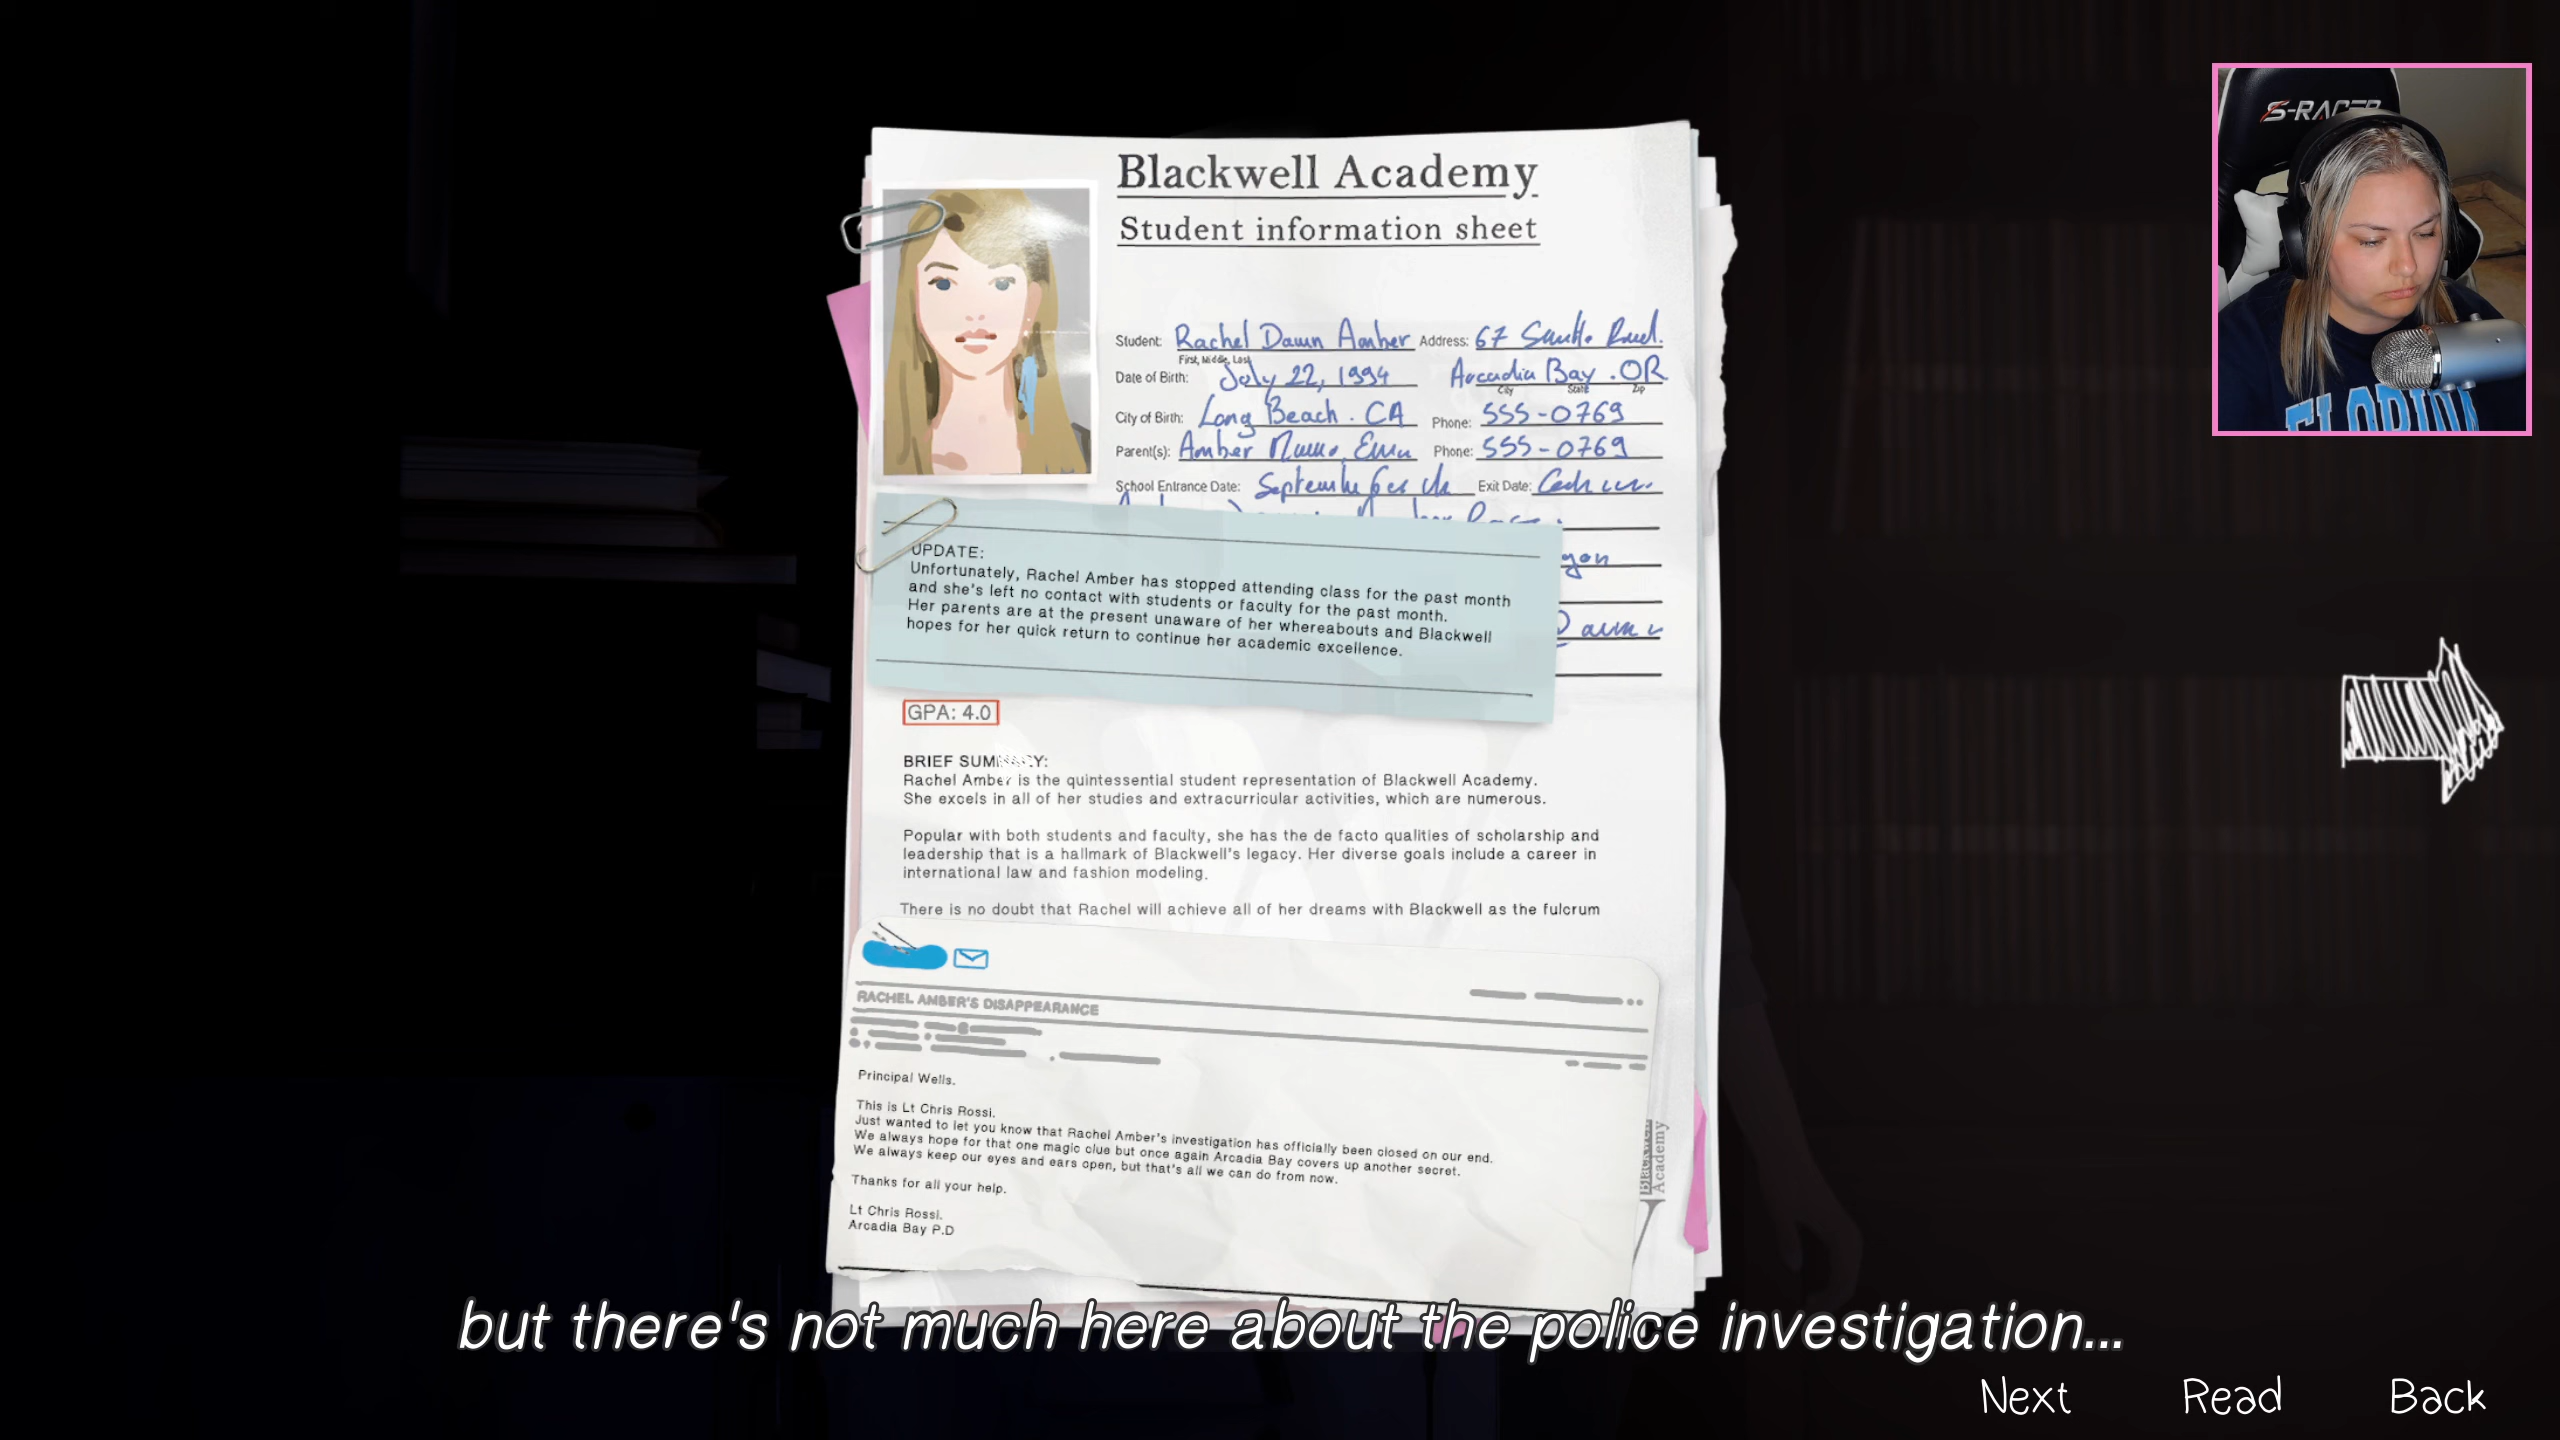 S-RACER
Blackwell Academy
Student information sheet
Student: Rachel Dawn Amber Address: 67
First, Middle, Last
Date of Birth: July 22, 1994 Arcadia Bay . OR
City State Zip
City of Birth: Long Beach . CA Phone: 555-0769
Parent(s): Amber Phone: 555-0769
School Entrance Date: Exit Date:
UPDATE:
Unfortunately, Rachel Amber has stopped attending class for the past month
and she's left no contact with students or faculty for the past month.
Her parents are at the present unaware of her whereabouts and Blackwell
hopes for her quick return to continue her academic excellence.
GPA: 4.0
BRIEF SUMMARY:
Rachel Amber is the quintessential student representation of Blackwell Academy.
She excels in all of her studies and extracurricular activities, which are numerous.
Popular with both students and faculty, she has the de facto qualities of scholarship and
leadership that is a hallmark of Blackwell's legacy. Her diverse goals include a career in
international law and fashion modeling.
There is no doubt that Rachel will achieve all of her dreams with Blackwell as the fulcrum
RACHEL AMBER'S DISAPPEARANCE
Principal Wells.
This is Lt Chris Rossi.
Just wanted to let you know that Rachel Amber's investigation has officially been closed on our end.
We always hope for that one magic clue but once again Arcadia Bay covers up another secret.
We always keep our eyes and ears open, but that's all we can do from now.
Thanks for all your help.
Lt Chris Rossi.
Arcadia Bay P.D
Blackwell
Academy
FLORIDA
but there's not much here about the police investigation...
Next Read Back